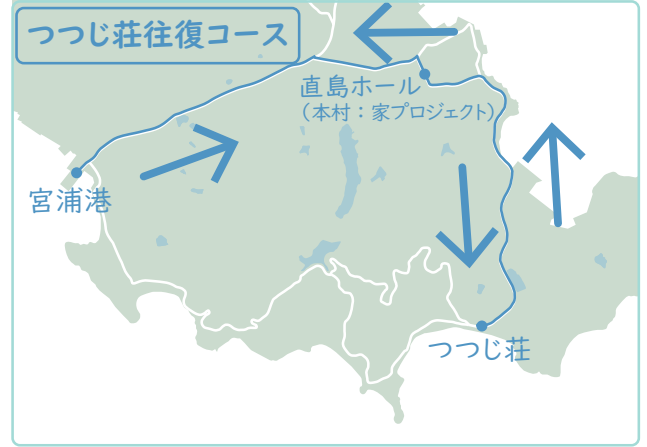 つつじ荘往復コース
直島ホール
（本村：家プロジェクト）
宮浦港
つつじ荘